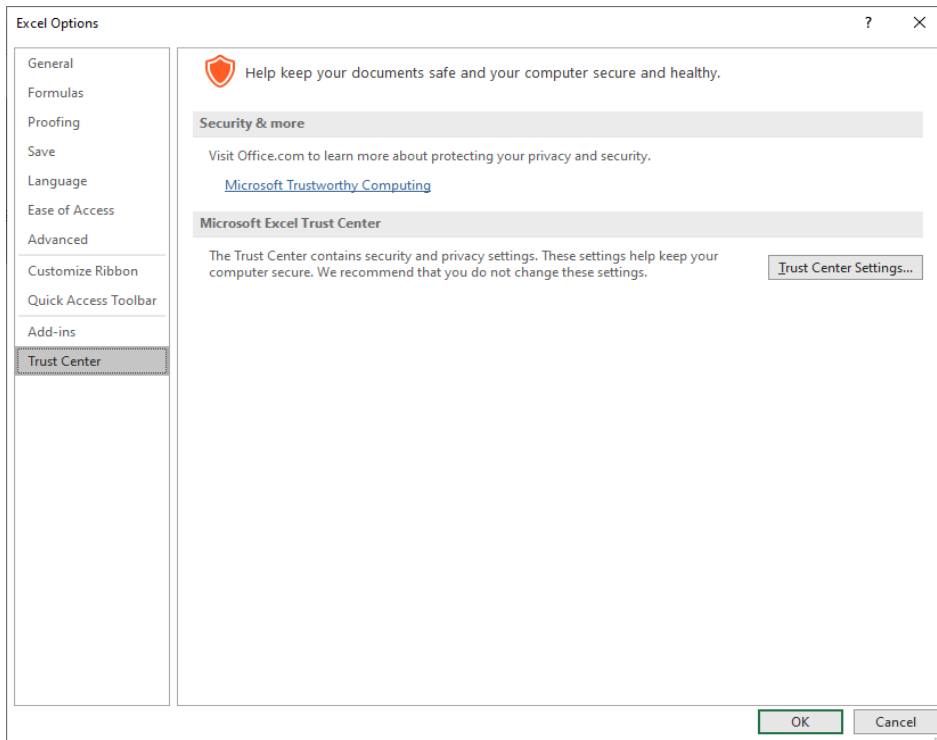 Excel Options
?
General
Formulas
Proofing
Save
Language
Ease of Access
Advanced
Customize Ribbon
Quick Access Toolbar
Add-ins
Trust Center
Help keep your documents safe and your computer secure and healthy.
Security & more
Visit Office.com to learn more about protecting your privacy and security.
Microsoft Trustworthy Computing
Microsoft Excel Trust Center
The Trust Center contains security and privacy settings. These settings help keep your
computer secure. We recommend that you do not change these settings.
Trust Center Settings...
OK
Cancel